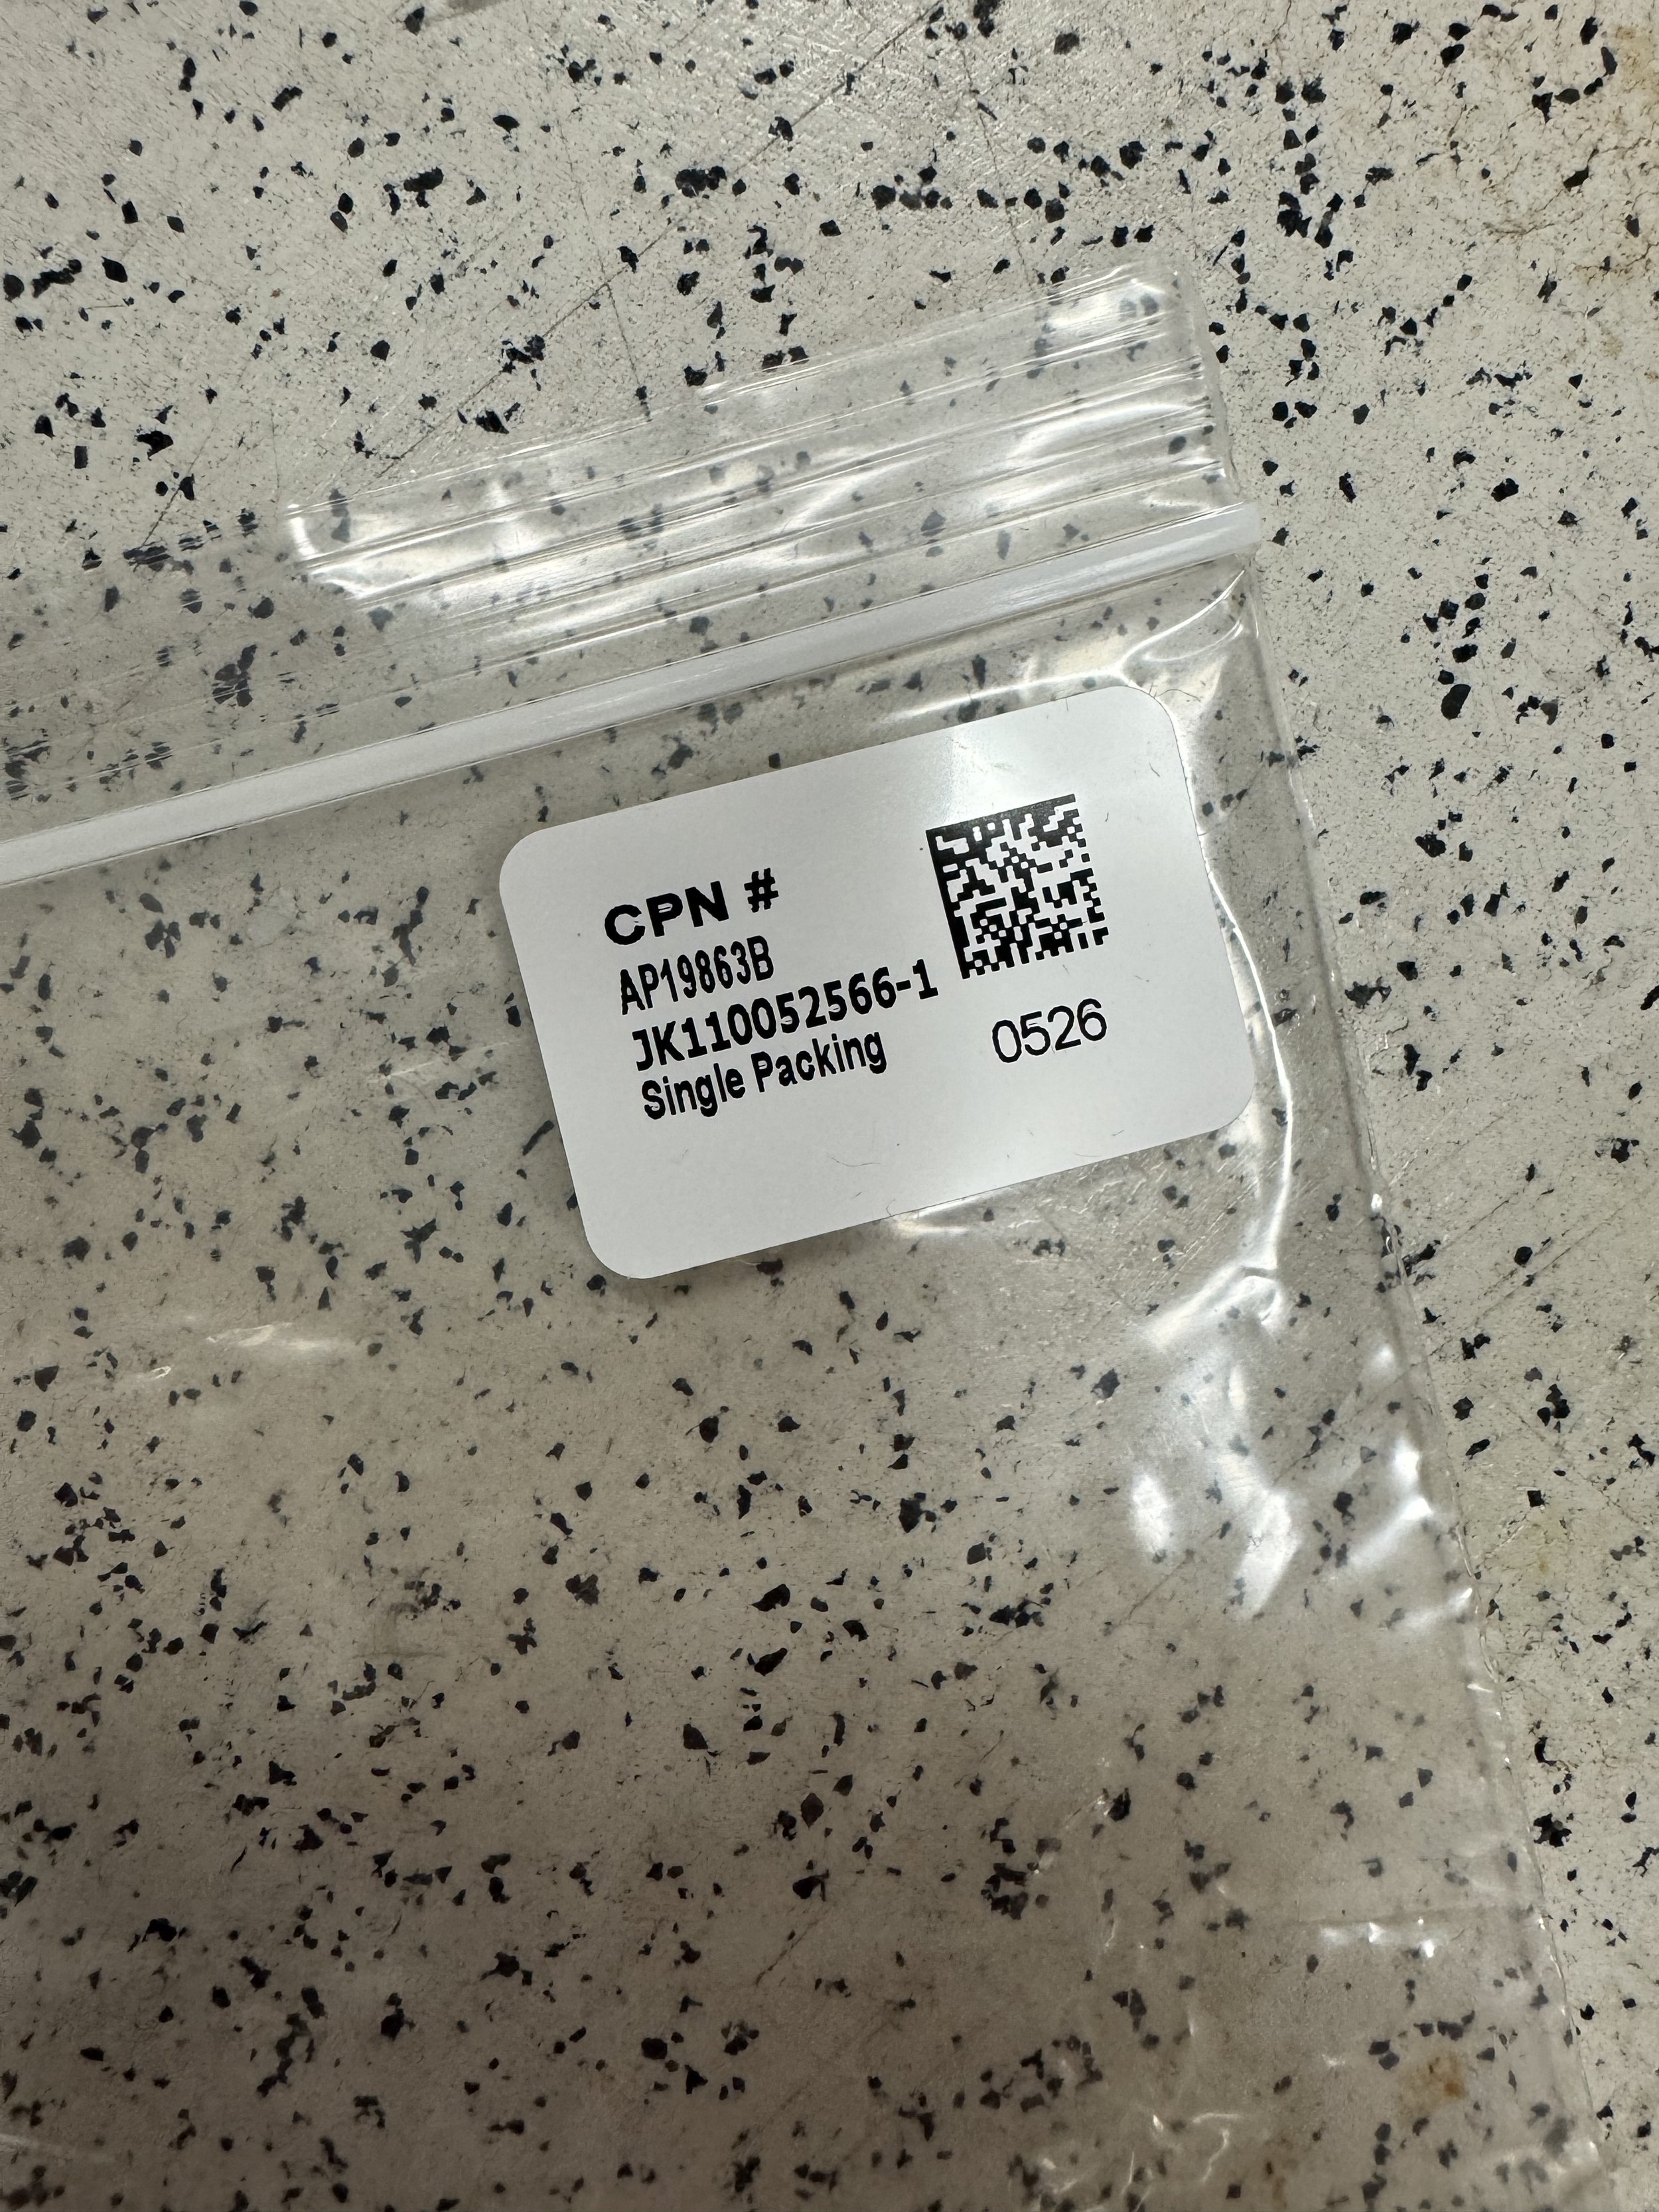 CPN #
AP19863B
JK110052566-1
Single Packing
0526